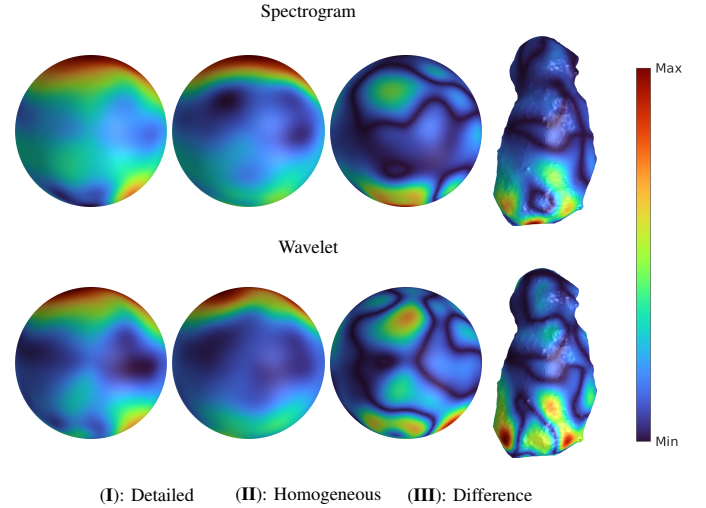 Spectrogram
Max
Wavelet
Min
(I): Detailed (II): Homogeneous (III): Difference